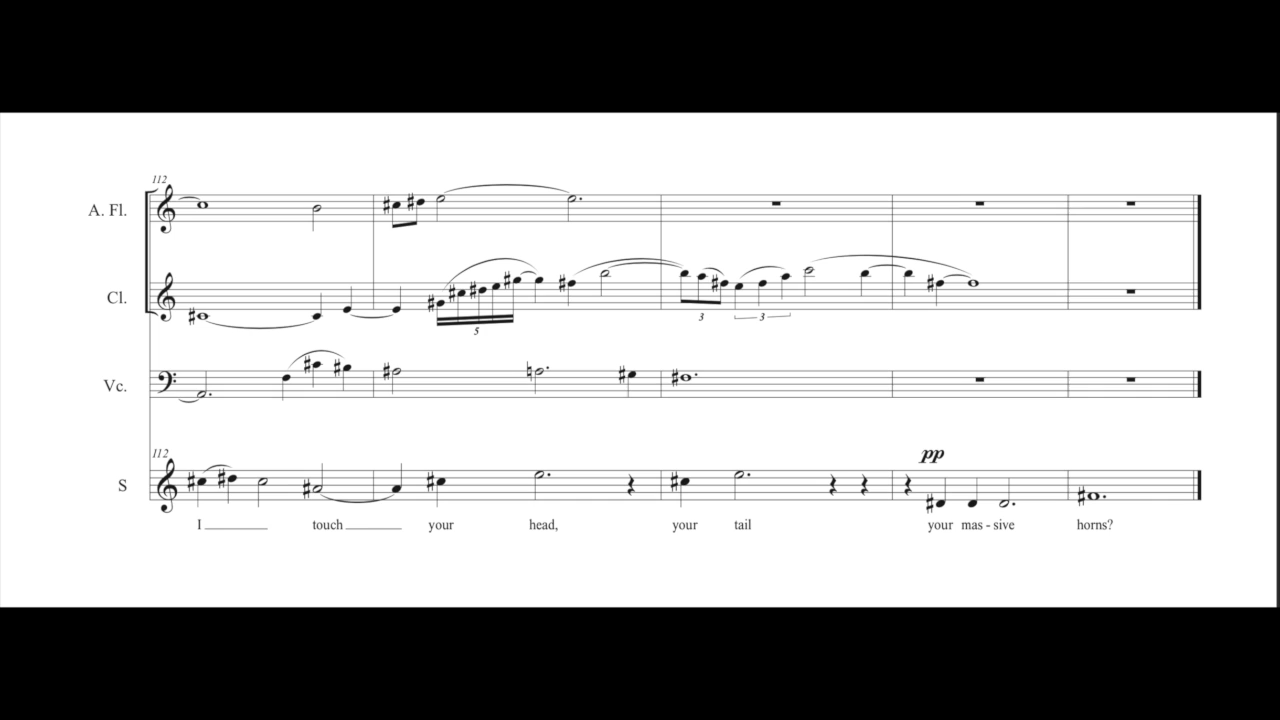 112
A. Fl.
Cl.
5
3
3
Vc.
112
pp
S
I touch your head, your tail your mas - sive horns?